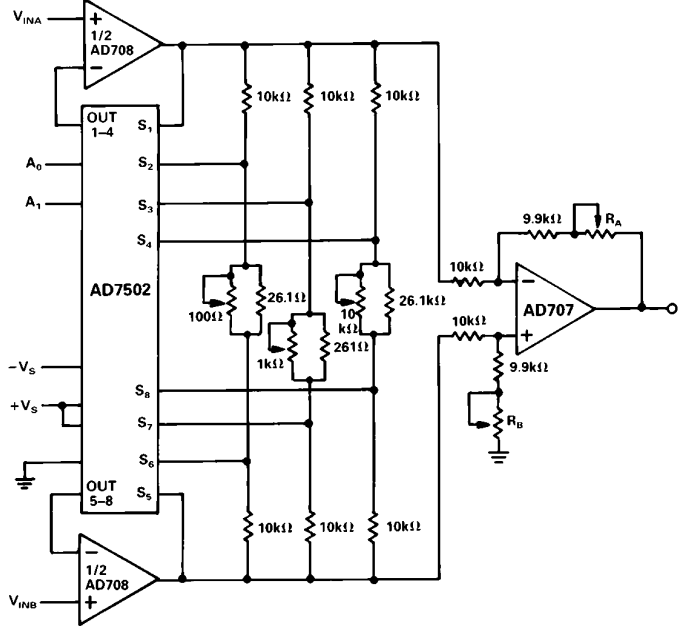 V_INA
+
1/2
AD708
−
OUT
1–4
S₁
A₀
S₂
A₁
S₃
S₄
AD7502
−V_S
+V_S
S₈
S₇
S₆
OUT
5–8
S₅
−
1/2
AD708
V_INB
+
10kΩ
10kΩ
10kΩ
100Ω
26.1Ω
1kΩ
261Ω
10
kΩ
26.1kΩ
10kΩ
10kΩ
10kΩ
9.9kΩ
R_A
10kΩ
−
AD707
10kΩ
+
9.9kΩ
R_B